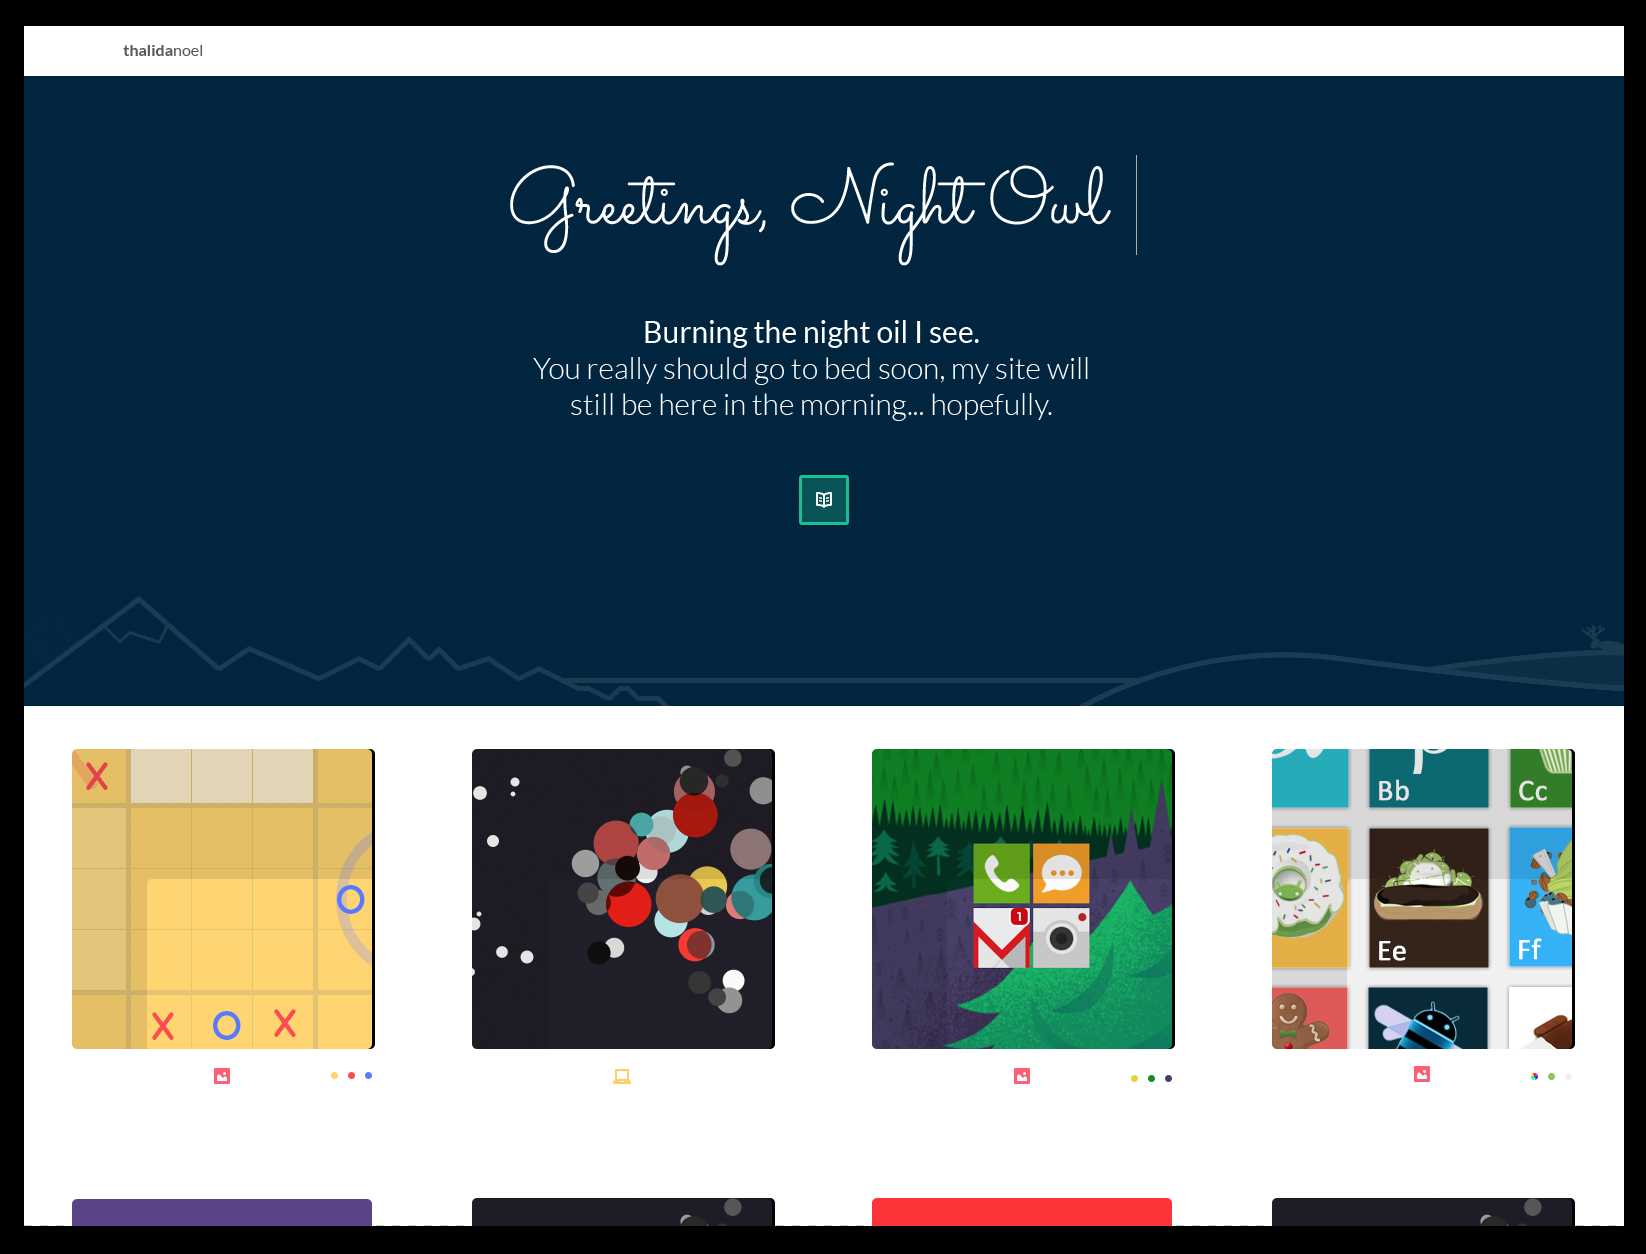 thalidanoel
Greetings, Night Owl
Burning the night oil I see.
You really should go to bed soon, my site will
still be here in the morning... hopefully.
X
O
X O X
1
Bb
Cc
Ee
Ff